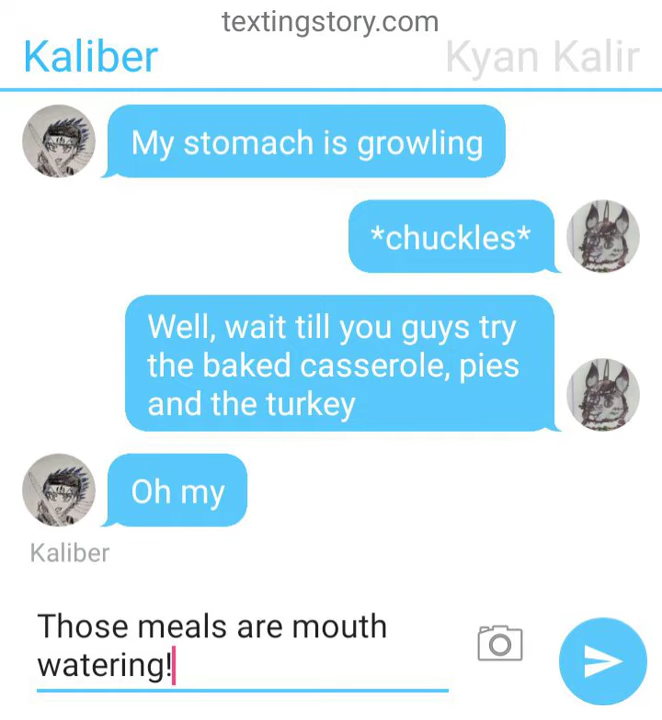 textingstory.com
Kaliber
Kyan Kalir
My stomach is growling
*chuckles*
Well, wait till you guys try
the baked casserole, pies
and the turkey
Oh my
Kaliber
Those meals are mouth
watering!